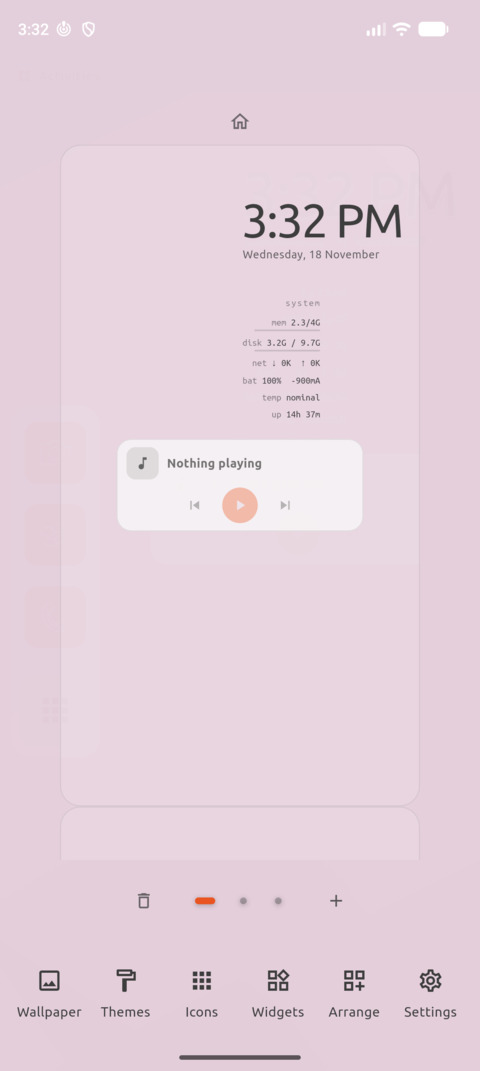 3:32
3:32 PM
Wednesday, 18 November
system
mem 2.3/4G
disk 3.2G / 9.7G
net ↓ 0K ↑ 0K
bat 100% -900mA
temp nominal
up 14h 37m
Nothing playing
Wallpaper
Themes
Icons
Widgets
Arrange
Settings